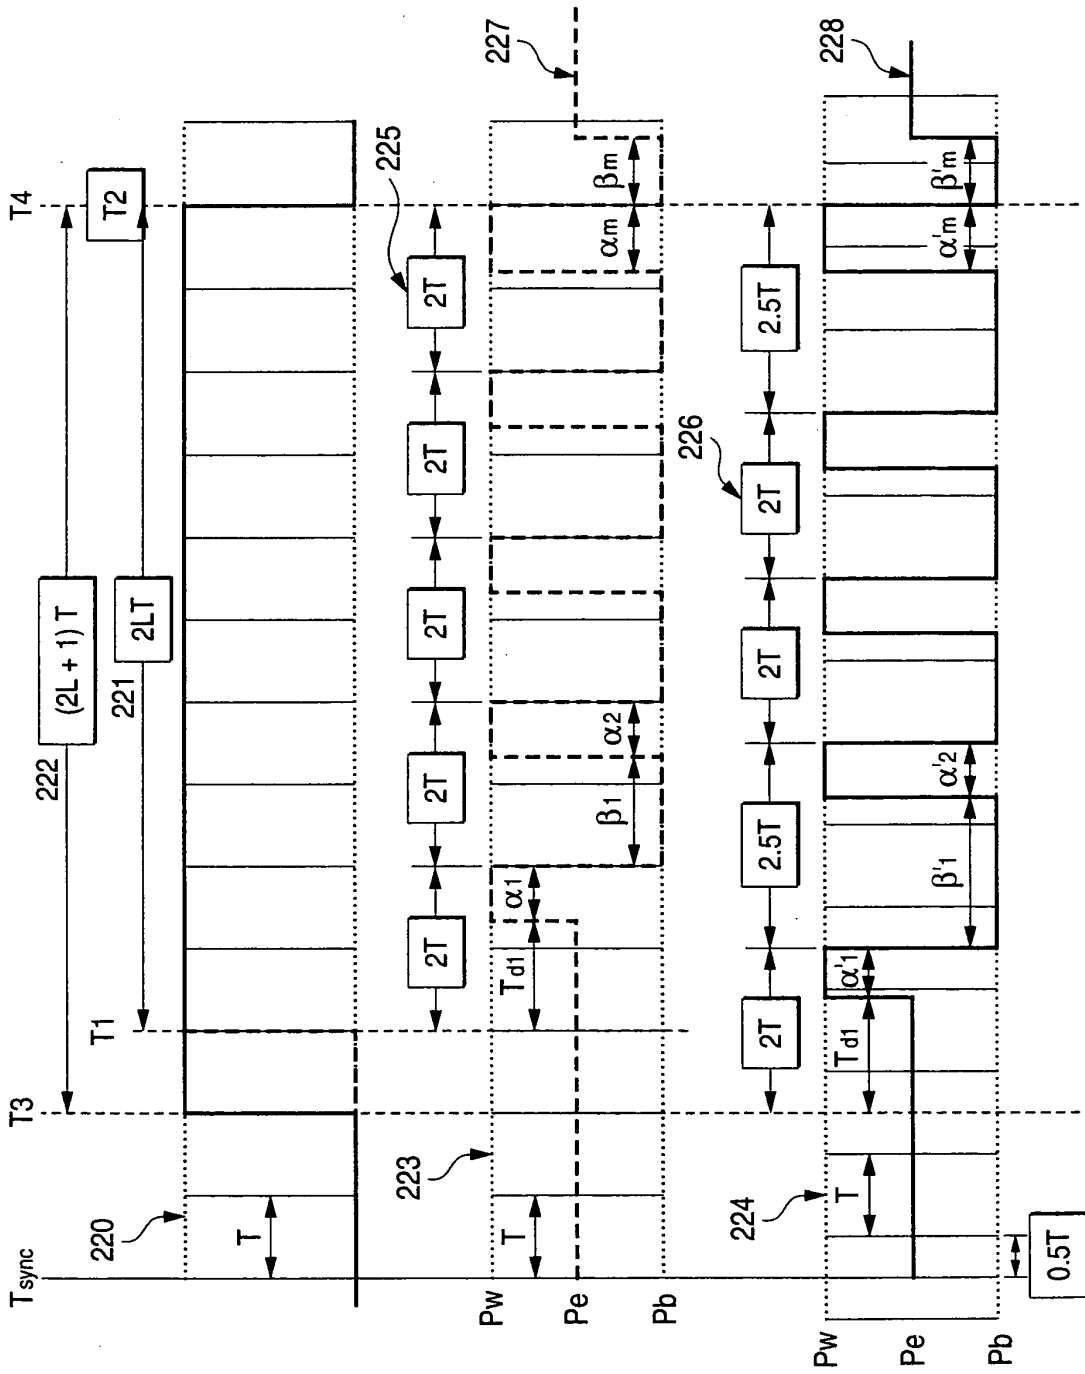 Tsync
T3
T1
T4
(2L + 1) T
222
T2
2LT
221
220
T
225
2T
2T
2T
2T
2T
223
Pw
Pe
Pb
T
Td1
α1
β1
α2
αm
βm
227
226
2T
2.5T
2T
2T
2.5T
224
Pw
Pe
Pb
0.5T
T
Td1
α'1
β'1
α'2
α'm
β'm
228